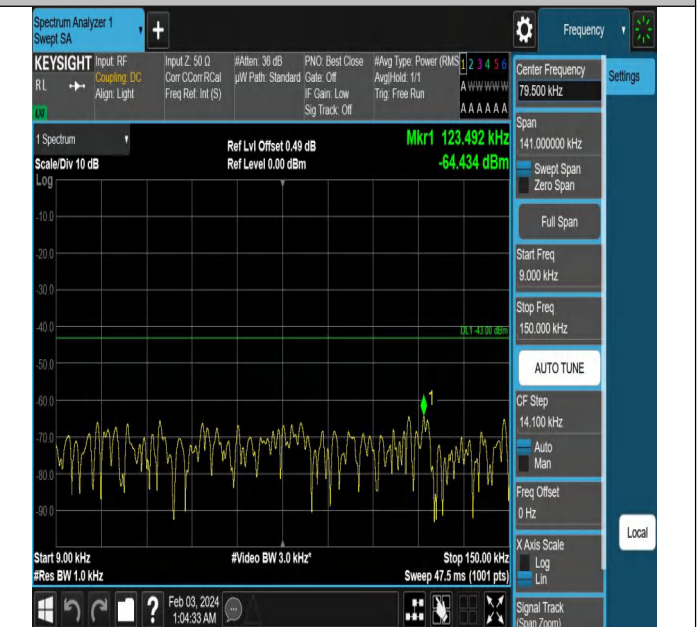 Spectrum Analyzer 1
Swept SA
+
Frequency
KEYSIGHT
RL
Input: RF
Coupling: DC
Align: Light
Input Z: 50 Ω
Corr CCorr RCal
Freq Ref: Int (S)
#Atten: 36 dB
µW Path: Standard
PNO: Best Close
Gate: Off
IF Gain: Low
Sig Track: Off
#Avg Type: Power (RMS
Avg|Hold: 1/1
Trig: Free Run
1 2 3 4 5 6
A W W W W W
A A A A A A
1 Spectrum
Scale/Div 10 dB
Log
Ref Lvl Offset 0.49 dB
Ref Level 0.00 dBm
Mkr1 123.492 kHz
-64.434 dBm
-10.0
-20.0
-30.0
-40.0
DL1 -43.00 dBm
-50.0
-60.0
1
-70.0
-80.0
-90.0
Start 9.00 kHz
#Res BW 1.0 kHz
#Video BW 3.0 kHz*
Stop 150.00 kHz
Sweep 47.5 ms (1001 pts)
?
Feb 03, 2024
1:04:33 AM
Center Frequency
79.500 kHz
Settings
Span
141.000000 kHz
Swept Span
Zero Span
Full Span
Start Freq
9.000 kHz
Stop Freq
150.000 kHz
AUTO TUNE
CF Step
14.100 kHz
Auto
Man
Freq Offset
0 Hz
X Axis Scale
Log
Lin
Local
Signal Track
(Span Zoom)